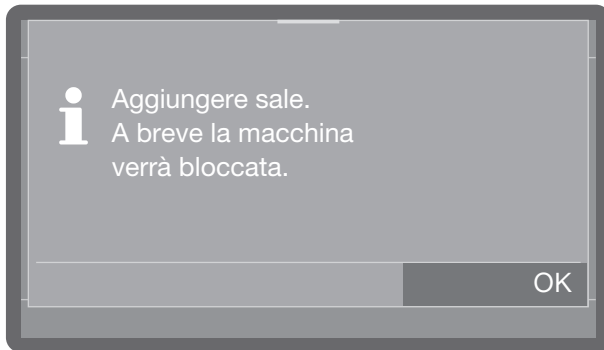 Aggiungere sale.
A breve la macchina
verrà bloccata.
OK